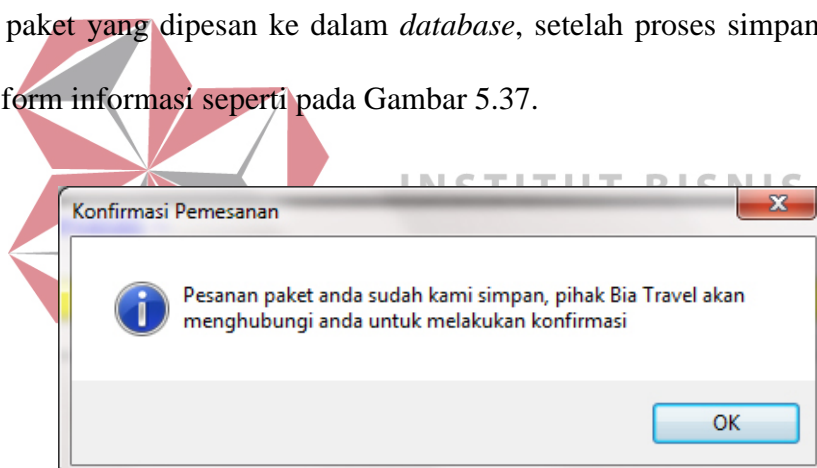 paket yang dipesan ke dalam database, setelah proses simpan
form informasi seperti pada Gambar 5.37.
INSTITUT BISNIS
Konfirmasi Pemesanan
Pesanan paket anda sudah kami simpan, pihak Bia Travel akan
menghubungi anda untuk melakukan konfirmasi
OK